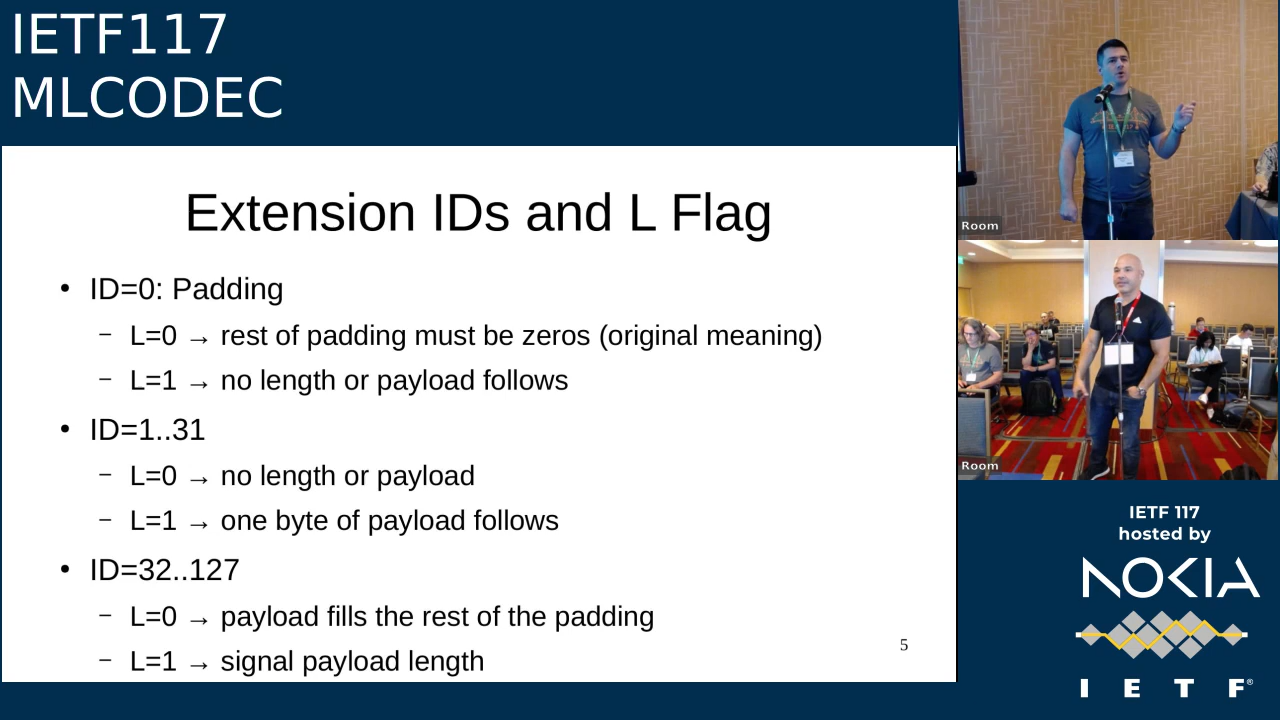 IETF117
MLCODEC
Extension IDs and L Flag
• ID=0: Padding
– L=0 → rest of padding must be zeros (original meaning)
– L=1 → no length or payload follows
• ID=1..31
– L=0 → no length or payload
– L=1 → one byte of payload follows
• ID=32..127
– L=0 → payload fills the rest of the padding
– L=1 → signal payload length
5
Room
Room
IETF 117
hosted by
NOKIA
I E T F®